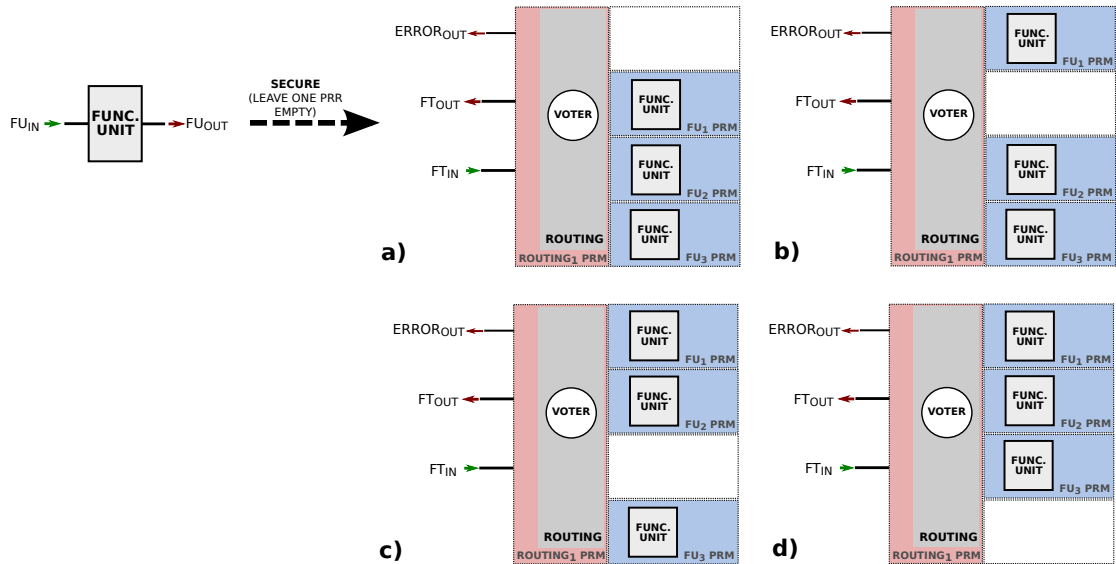 FUIN
FUNC.
UNIT
FUOUT
SECURE
(LEAVE ONE PRR
EMPTY)
a)
ERROROUT
FTOUT
FTIN
VOTER
ROUTING
ROUTING1 PRM
FUNC.
UNIT
FU1 PRM
FUNC.
UNIT
FU2 PRM
FUNC.
UNIT
FU3 PRM
b)
ERROROUT
FTOUT
FTIN
VOTER
ROUTING
ROUTING1 PRM
FUNC.
UNIT
FU1 PRM
FUNC.
UNIT
FU2 PRM
FUNC.
UNIT
FU3 PRM
c)
ERROROUT
FTOUT
FTIN
VOTER
ROUTING
ROUTING1 PRM
FUNC.
UNIT
FU1 PRM
FUNC.
UNIT
FU2 PRM
FUNC.
UNIT
FU3 PRM
d)
ERROROUT
FTOUT
FTIN
VOTER
ROUTING
ROUTING1 PRM
FUNC.
UNIT
FU1 PRM
FUNC.
UNIT
FU2 PRM
FUNC.
UNIT
FU3 PRM